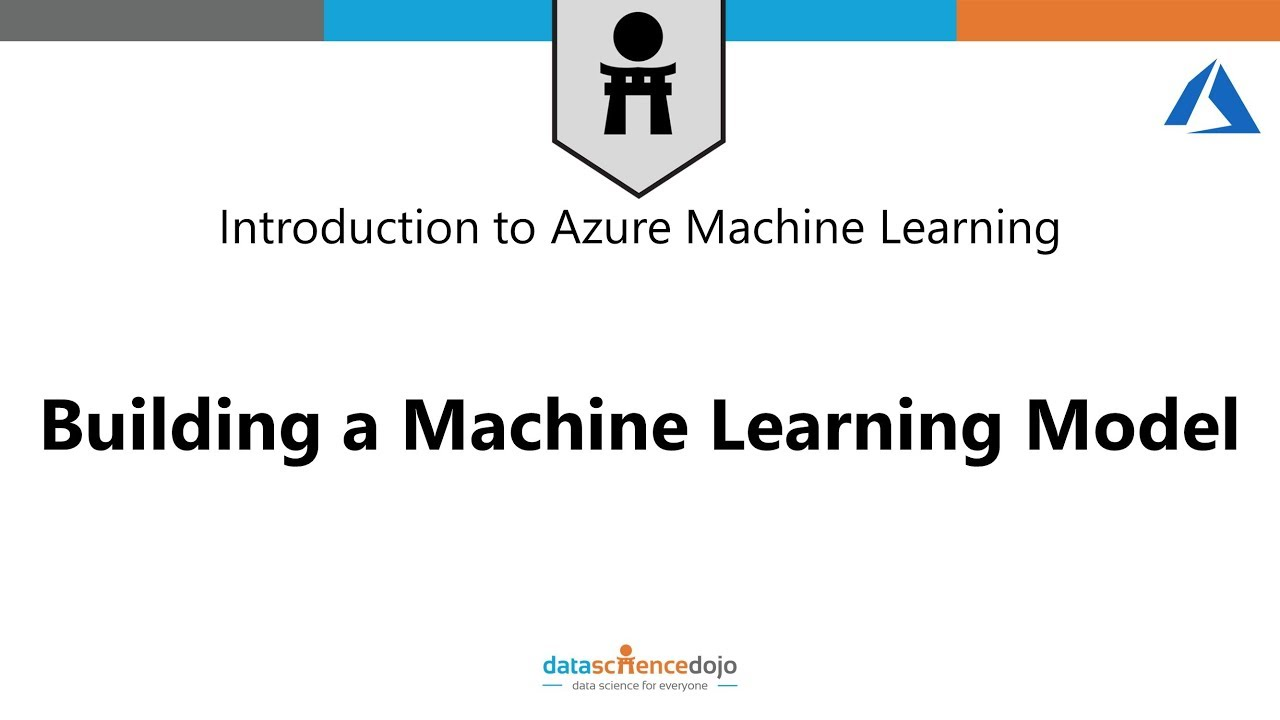 Introduction to Azure Machine Learning
Building a Machine Learning Model
datasciencedojo
data science for everyone